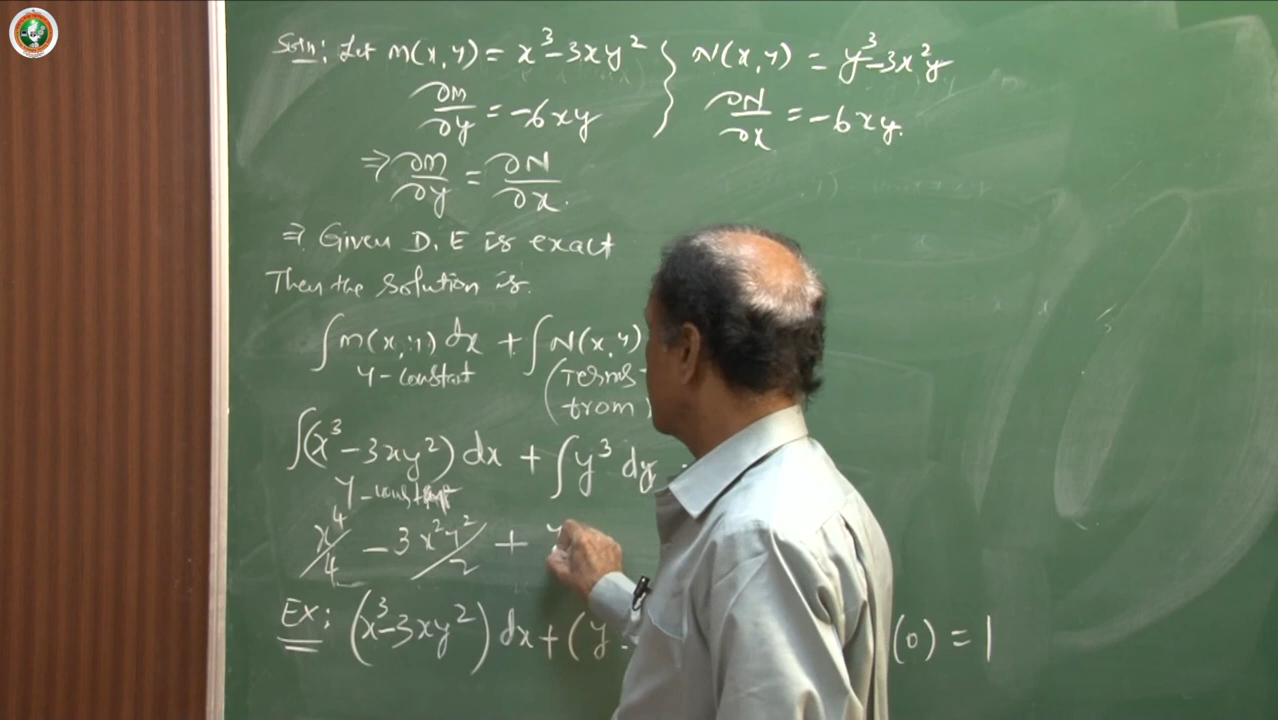 Soln: Let M(x,y) = x³-3xy² } N(x,y) = y³-3x²y
∂M/∂y = -6xy ∂N/∂x = -6xy.
⇒ ∂M/∂y = ∂N/∂x.
⇒ Given D.E is exact
Then the Solution is.
∫M(x,y) dx + ∫N(x,y)
y-constant (Terms
from
∫(x³-3xy²) dx + ∫y³ dy
y-constant
x⁴/4 - 3x²y²/2 +
Ex: (x³-3xy²) dx + (y (0) = 1